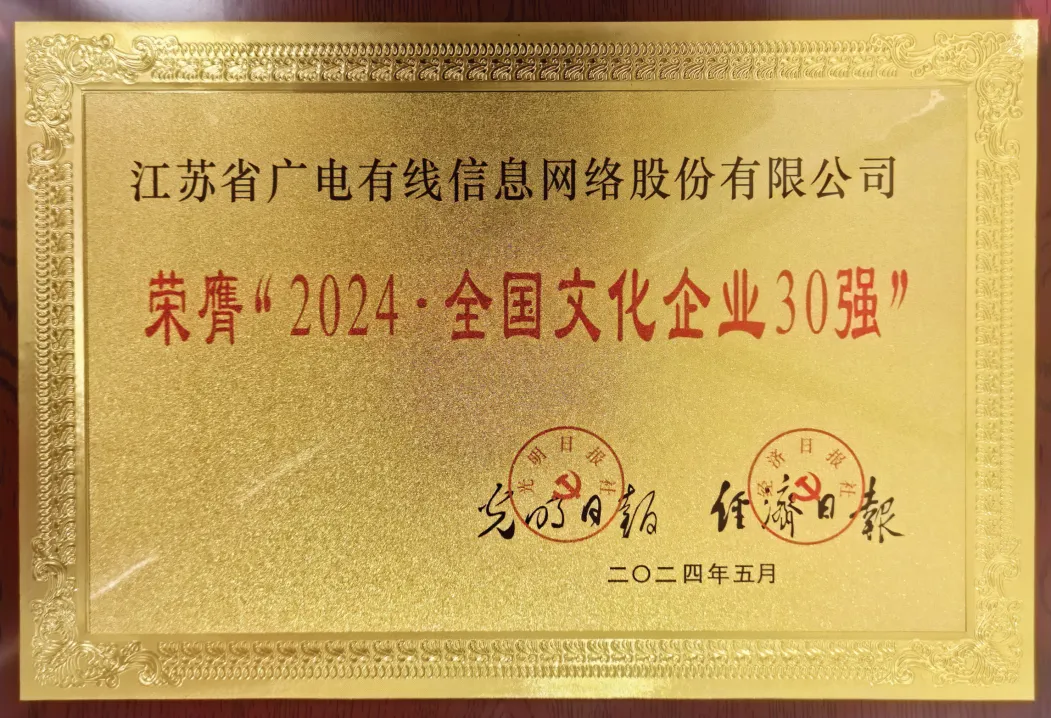 江苏省广电有线信息网络股份有限公司
荣膺“2024·全国文化企业30强”
光明日报社
经济日报社
光明日報 经濟日報
二〇二四年五月